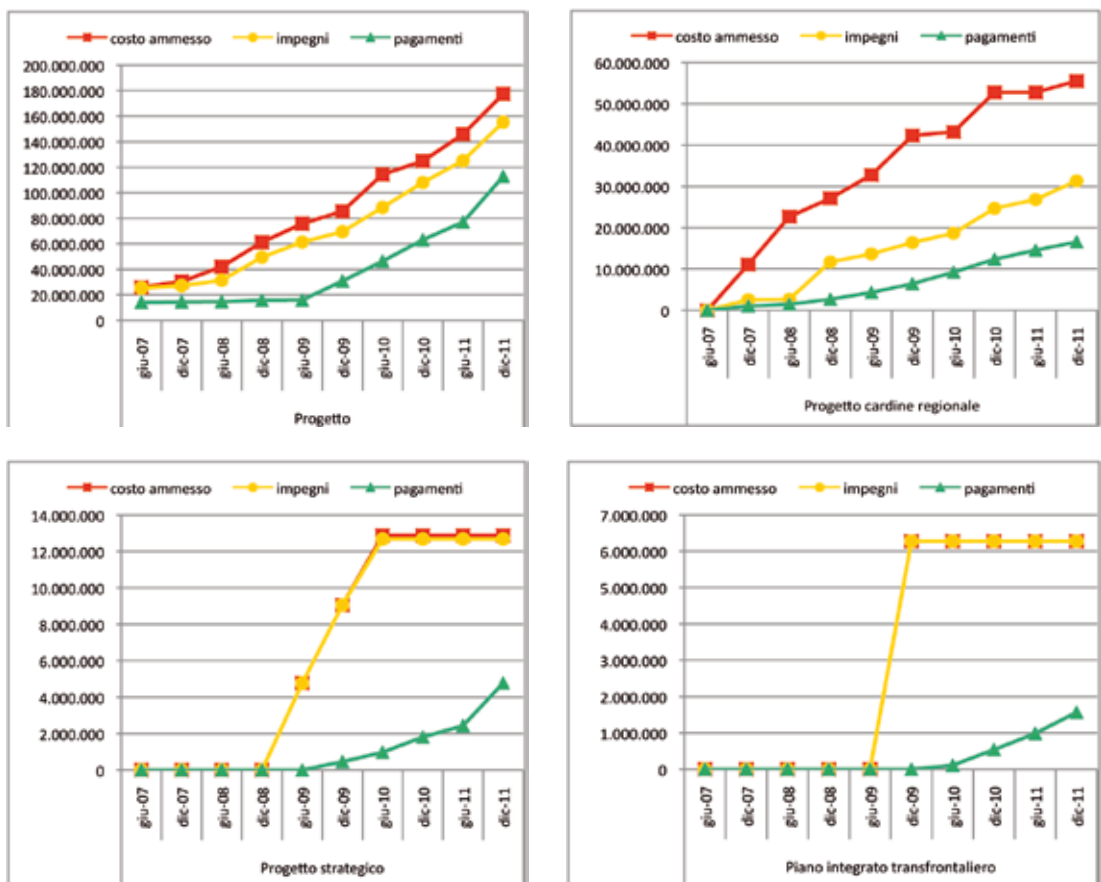 costo ammesso impegni pagamenti
200.000.000
180.000.000
160.000.000
140.000.000
120.000.000
100.000.000
80.000.000
60.000.000
40.000.000
20.000.000
0
giu-07 dic-07 giu-08 dic-08 giu-09 dic-09 giu-10 dic-10 giu-11 dic-11
Progetto
costo ammesso impegni pagamenti
60.000.000
50.000.000
40.000.000
30.000.000
20.000.000
10.000.000
0
giu-07 dic-07 giu-08 dic-08 giu-09 dic-09 giu-10 dic-10 giu-11 dic-11
Progetto cardine regionale
costo ammesso impegni pagamenti
14.000.000
12.000.000
10.000.000
8.000.000
6.000.000
4.000.000
2.000.000
0
giu-07 dic-07 giu-08 dic-08 giu-09 dic-09 giu-10 dic-10 giu-11 dic-11
Progetto strategico
costo ammesso impegni pagamenti
7.000.000
6.000.000
5.000.000
4.000.000
3.000.000
2.000.000
1.000.000
0
giu-07 dic-07 giu-08 dic-08 giu-09 dic-09 giu-10 dic-10 giu-11 dic-11
Piano integrato transfrontaliero